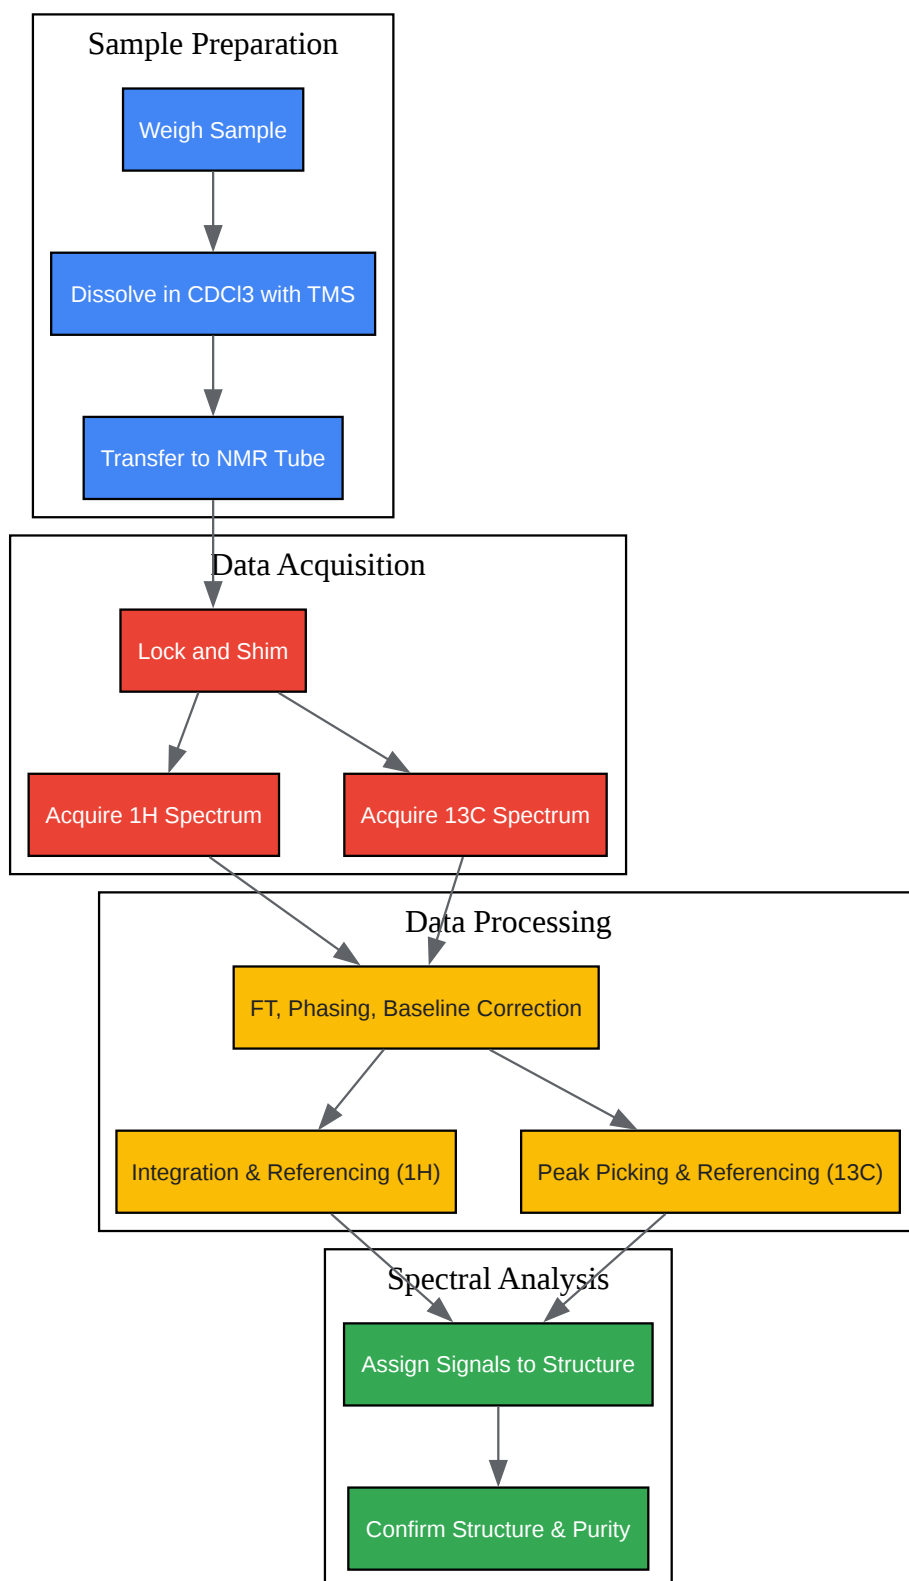 Sample Preparation
Weigh Sample
Dissolve in CDCl3 with TMS
Transfer to NMR Tube
Data Acquisition
Lock and Shim
Acquire 1H Spectrum
Acquire 13C Spectrum
Data Processing
FT, Phasing, Baseline Correction
Integration & Referencing (1H)
Peak Picking & Referencing (13C)
Spectral Analysis
Assign Signals to Structure
Confirm Structure & Purity